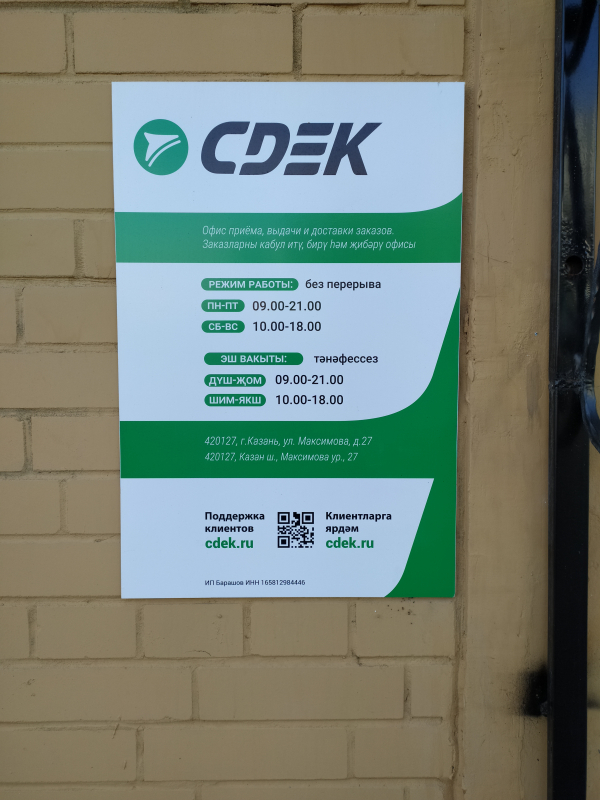 CDEK
Офис приёма, выдачи и доставки заказов.
Заказларны кабул итү, бирү һәм җибәрү офисы
РЕЖИМ РАБОТЫ: без перерыва
ПН-ПТ 09.00-21.00
СБ-ВС 10.00-18.00
ЭШ ВАКЫТЫ: тәнәфессез
ДҮШ-ҖОМ 09.00-21.00
ШИМ-ЯКШ 10.00-18.00
420127, г.Казань, ул. Максимова, д.27
420127, Казан ш., Максимова ур., 27
Поддержка клиентов cdek.ru
Клиентларга ярдәм cdek.ru
ИП Барашов ИНН 165812984446